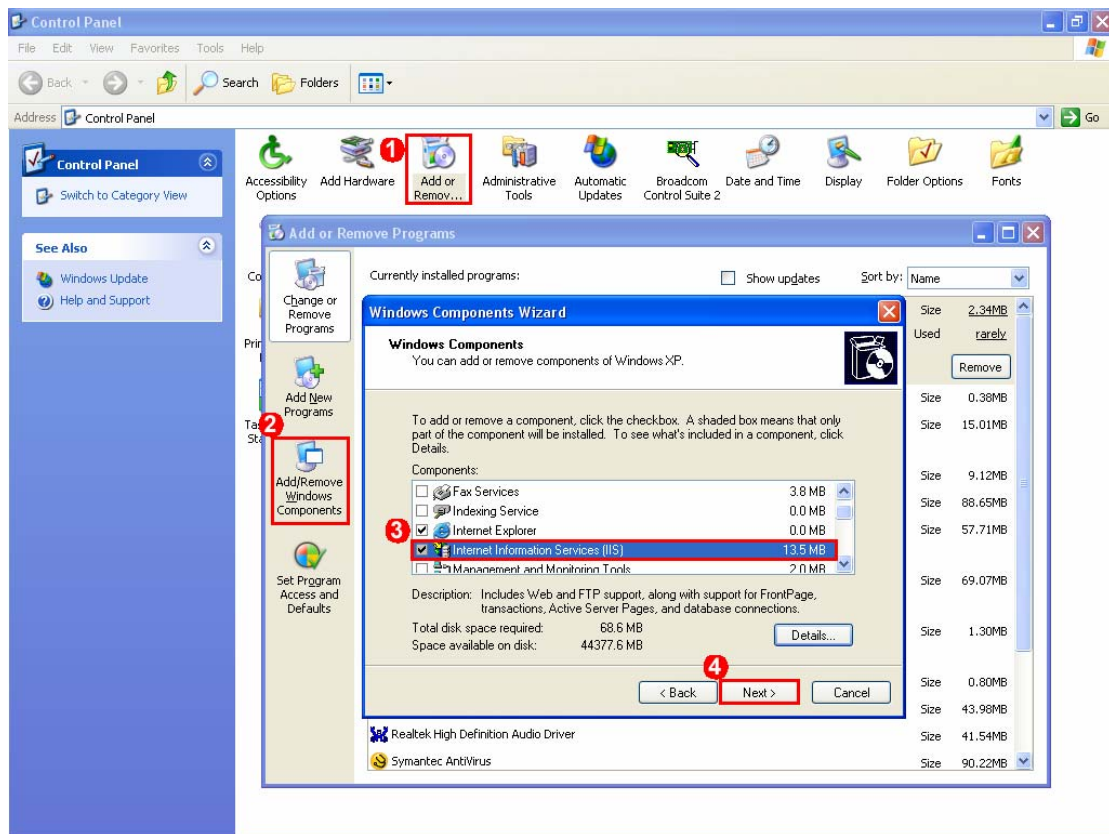 Control Panel
File Edit View Favorites Tools Help
Back Search Folders
Address Control Panel Go
Control Panel
Switch to Category View
See Also
Windows Update
Help and Support
1
Accessibility Options
Add Hardware
Add or Remov...
Administrative Tools
Automatic Updates
Broadcom Control Suite 2
Date and Time
Display
Folder Options
Fonts
Add or Remove Programs
Change or Remove Programs
Add New Programs
2
Add/Remove Windows Components
Set Program Access and Defaults
Currently installed programs: Show updates Sort by: Name
Size 2.34MB
Used rarely
Remove
Size 0.38MB
Size 15.01MB
Size 9.12MB
Size 88.65MB
Size 57.71MB
Size 69.07MB
Size 1.30MB
Size 0.80MB
Size 43.98MB
Realtek High Definition Audio Driver Size 41.54MB
Symantec AntiVirus Size 90.22MB
Windows Components Wizard
Windows Components
You can add or remove components of Windows XP.
To add or remove a component, click the checkbox. A shaded box means that only
part of the component will be installed. To see what's included in a component, click
Details.
Components:
Fax Services 3.8 MB
Indexing Service 0.0 MB
3
Internet Explorer 0.0 MB
Internet Information Services (IIS) 13.5 MB
Management and Monitoring Tools 2.0 MB
Description: Includes Web and FTP support, along with support for FrontPage,
transactions, Active Server Pages, and database connections.
Total disk space required: 68.6 MB
Space available on disk: 44377.6 MB
Details...
4
< Back Next > Cancel